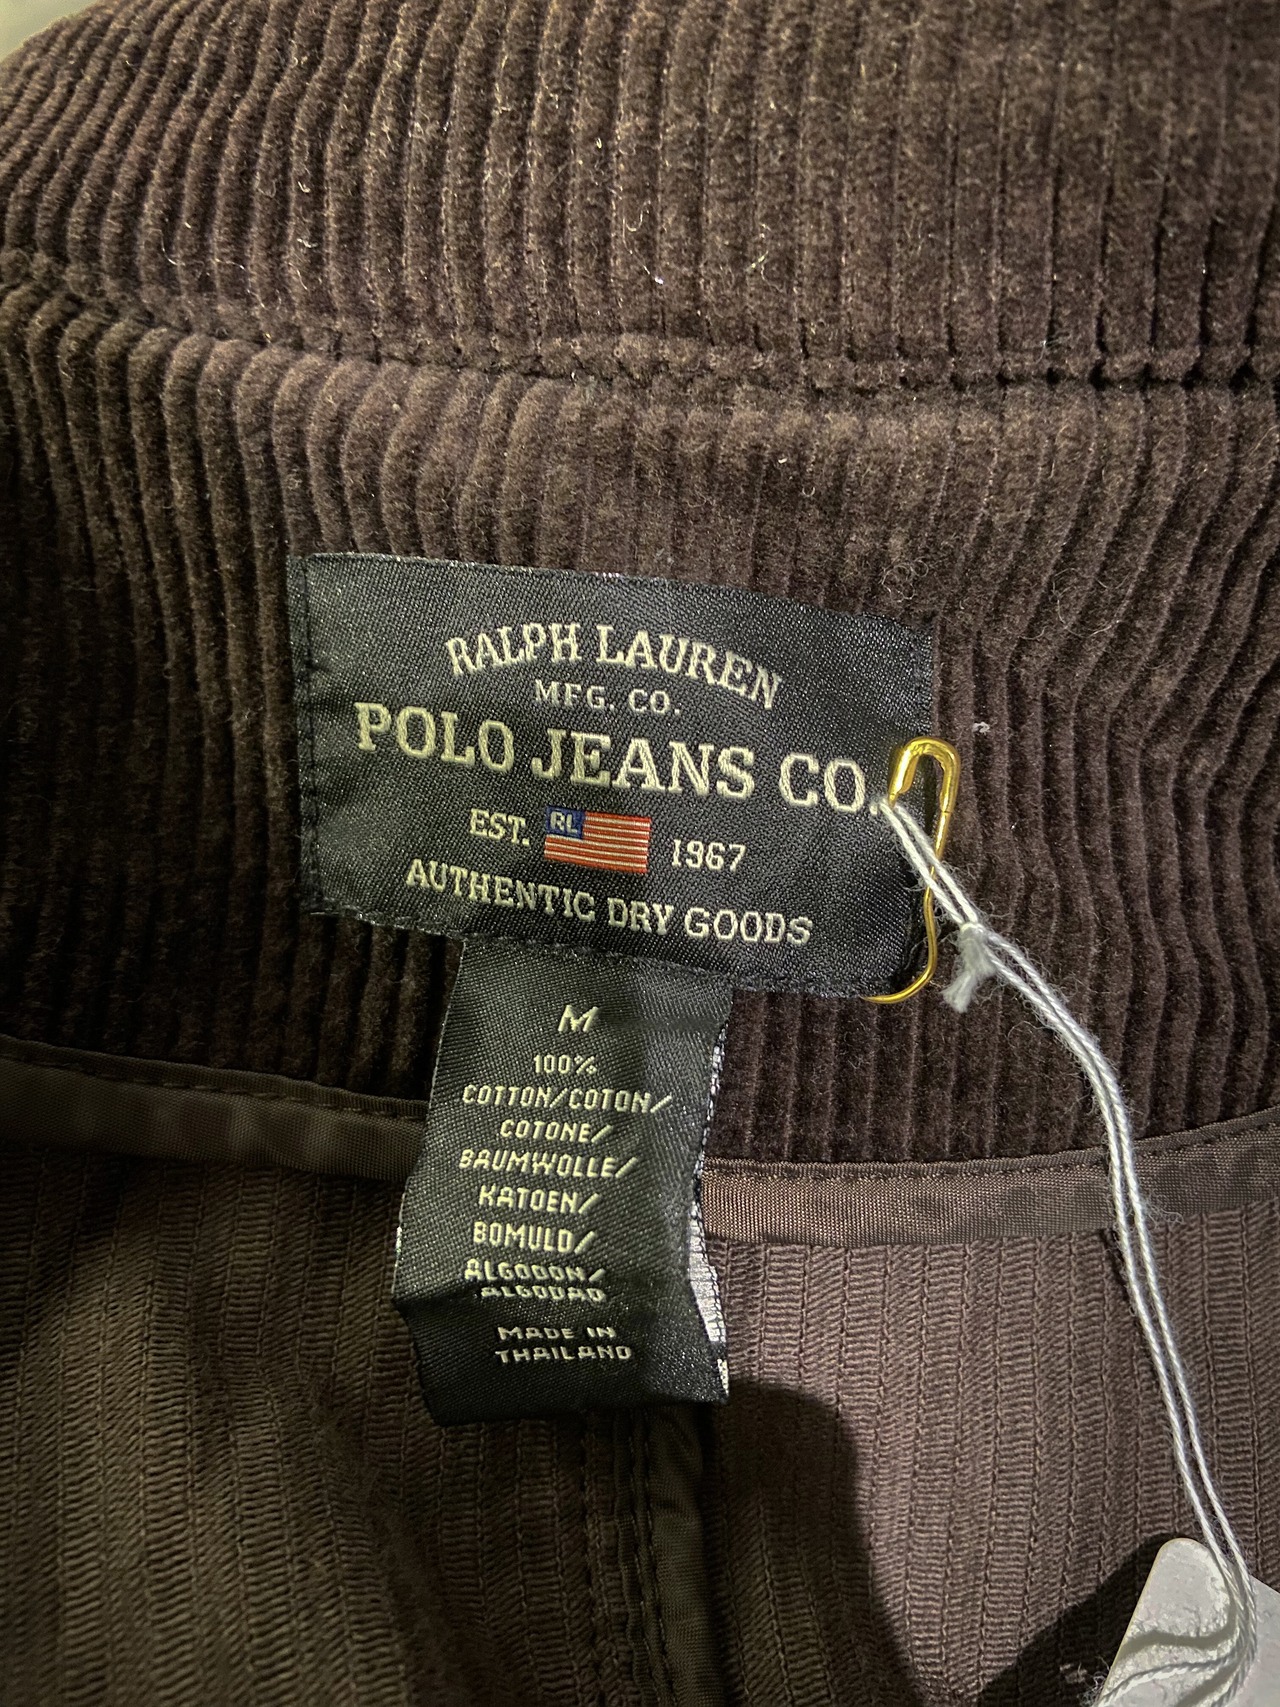 RALPH LAUREN
MFG. CO.
POLO JEANS CO.
EST. RL 1967
AUTHENTIC DRY GOODS
M
100%
COTTON/COTON/
COTONE/
BAUMWOLLE/
KATOEN/
BOMULD/
ALGODON/
ALGODAO
MADE IN
THAILAND